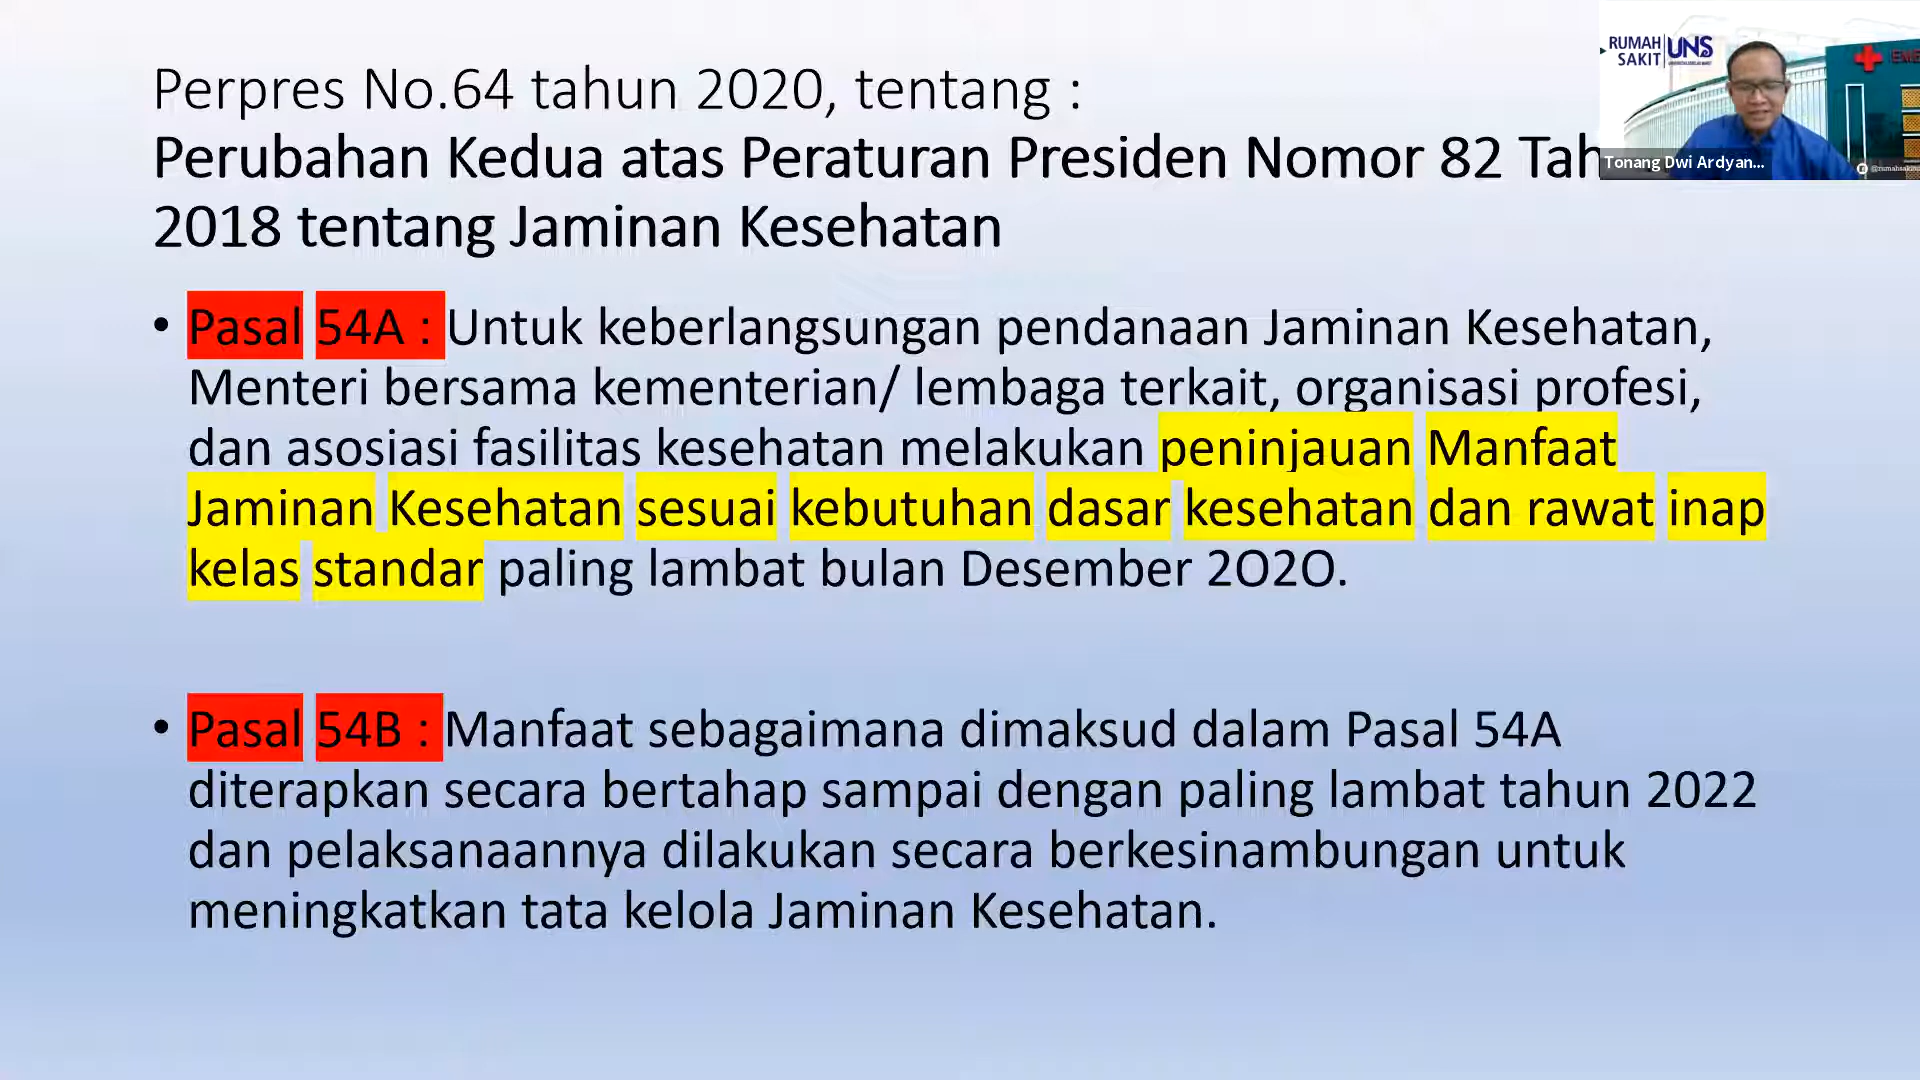 Perpres No.64 tahun 2020, tentang :
Perubahan Kedua atas Peraturan Presiden Nomor 82 Tah
2018 tentang Jaminan Kesehatan
• Pasal 54A : Untuk keberlangsungan pendanaan Jaminan Kesehatan,
Menteri bersama kementerian/ lembaga terkait, organisasi profesi,
dan asosiasi fasilitas kesehatan melakukan peninjauan Manfaat
Jaminan Kesehatan sesuai kebutuhan dasar kesehatan dan rawat inap
kelas standar paling lambat bulan Desember 2O2O.
• Pasal 54B : Manfaat sebagaimana dimaksud dalam Pasal 54A
diterapkan secara bertahap sampai dengan paling lambat tahun 2022
dan pelaksanaannya dilakukan secara berkesinambungan untuk
meningkatkan tata kelola Jaminan Kesehatan.
RUMAH
SAKIT
UNS
EME
Tonang Dwi Ardyan...